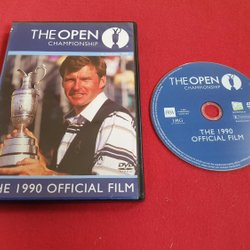 THE OPEN
CHAMPIONSHIP
DVD
THE 1990 OFFICIAL FILM
THE OPEN
CHAMPIONSHIP
THE 1990
OFFICIAL FILM